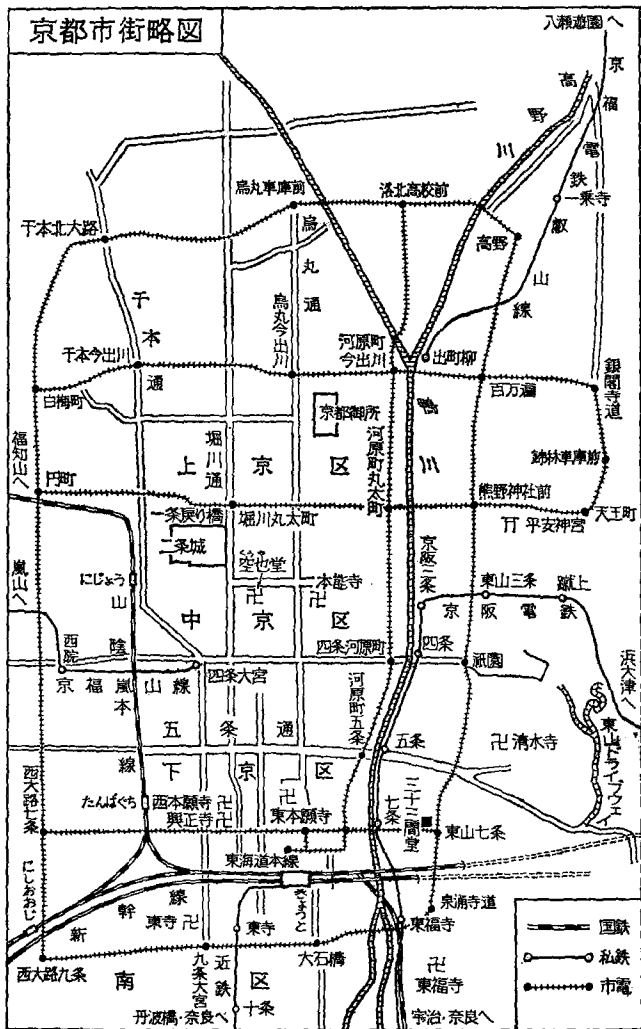 京都市街略図
八瀬遊園へ
京福電鉄叡山線
高野川
一乗寺
烏丸車庫前
洛北高校前
高野
千本北大路
烏丸通
千本通
烏丸今出川
河原町
今出川
出町柳
千本今出川
百万遍
銀閣寺道
白梅町
京都御所
鴨川
錦林車庫前
福知山へ
上京区
堀川通
河原町丸太町
円町
熊野神社前
天王町
一条戻り橋
堀川丸太町
平安神宮
二条城
空也堂
本能寺
卍
卍
京阪三条
東山三条
蹴上
京阪電鉄
にじょう
嵐山へ
中京区
山陰本線
西院
四条河原町
四条
祇園
浜大津へ
京福嵐山線
四条大宮
河原町五条
東山ドライブウェイ
五条通
五条
卍清水寺
下京区
たんばぐち
西本願寺卍
興正寺卍
東本願寺
卍
七条
三十三間堂
東山七条
西大路七条
東海道本線
にしおおじ
新幹線
きょうと
泉涌寺道
東寺卍
東寺
東福寺
国鉄
私鉄
市電
西大路九条
九条大宮
近鉄
大石橋
卍
東福寺
南区
十条
丹波橋・奈良へ
宇治・奈良へ